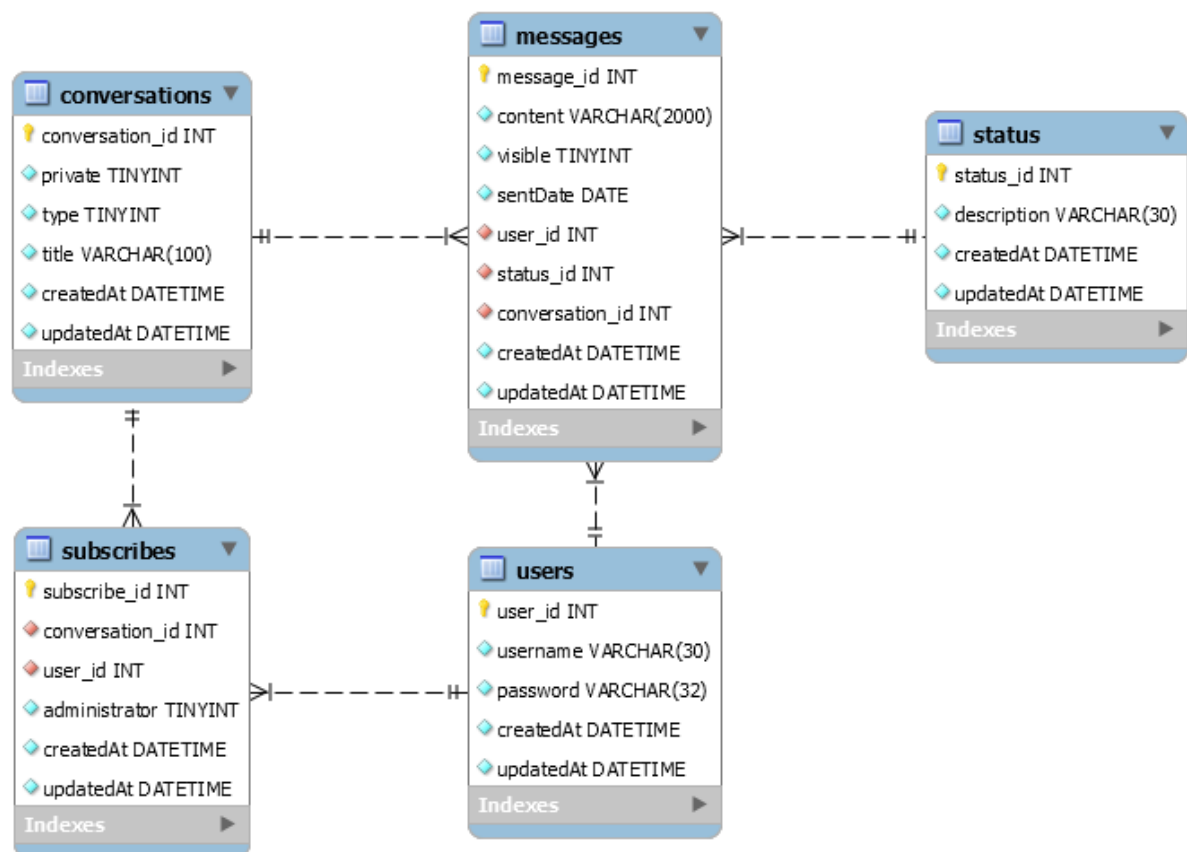 conversations
conversation_id INT
private TINYINT
type TINYINT
title VARCHAR(100)
createdAt DATETIME
updatedAt DATETIME
Indexes
messages
message_id INT
content VARCHAR(2000)
visible TINYINT
sentDate DATE
user_id INT
status_id INT
conversation_id INT
createdAt DATETIME
updatedAt DATETIME
Indexes
status
status_id INT
description VARCHAR(30)
createdAt DATETIME
updatedAt DATETIME
Indexes
subscribes
subscribe_id INT
conversation_id INT
user_id INT
administrator TINYINT
createdAt DATETIME
updatedAt DATETIME
Indexes
users
user_id INT
username VARCHAR(30)
password VARCHAR(32)
createdAt DATETIME
updatedAt DATETIME
Indexes